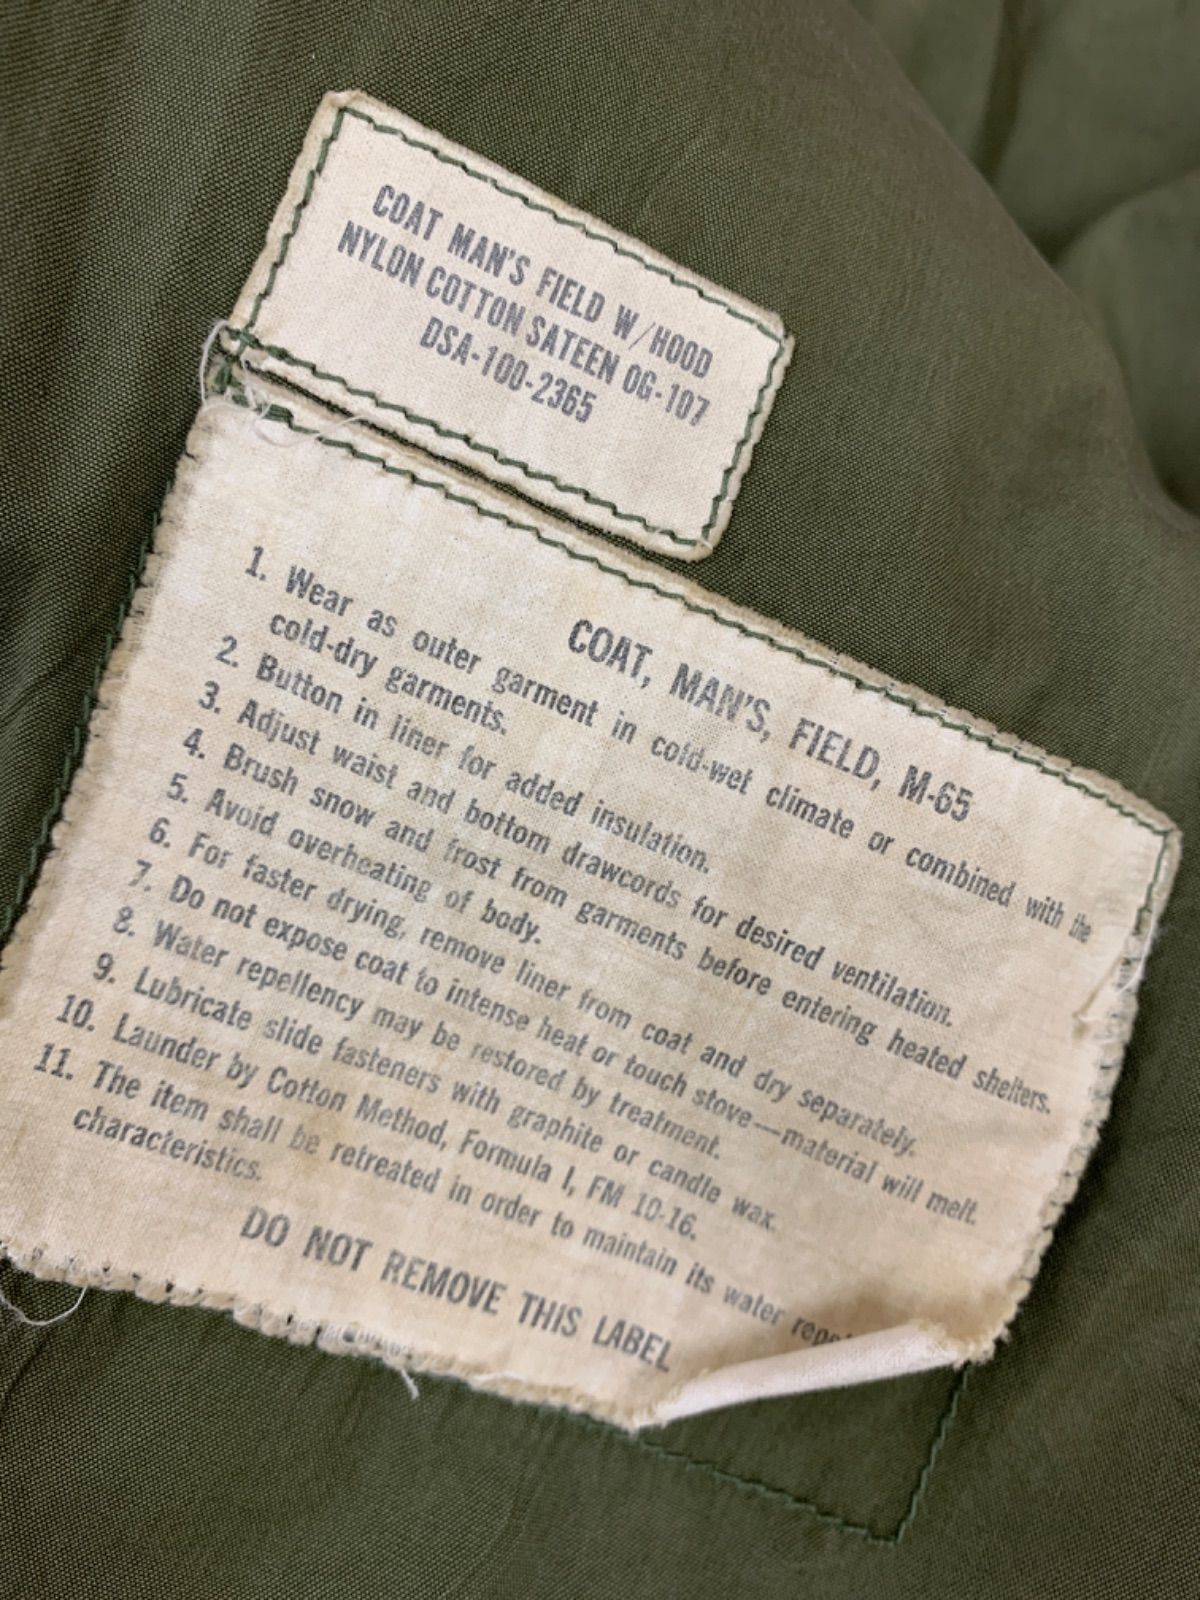 COAT MAN'S FIELD W/HOOD
NYLON COTTON SATEEN OG-107
DSA-100-2365
COAT, MAN'S, FIELD, M-65
1. Wear as outer garment in cold-wet climate or combined with the
cold-dry garments.
2. Button in liner for added insulation.
3. Adjust waist and bottom drawcords for desired ventilation.
4. Brush snow and frost from garments before entering heated shelters.
5. Avoid overheating of body.
6. For faster drying, remove liner from coat and dry separately.
7. Do not expose coat to intense heat or touch stove—material will melt.
8. Water repellency may be restored by treatment.
9. Lubricate slide fasteners with graphite or candle wax.
10. Launder by Cotton Method, Formula I, FM 10-16.
11. The item shall be retreated in order to maintain its water
characteristics.
DO NOT REMOVE THIS LABEL